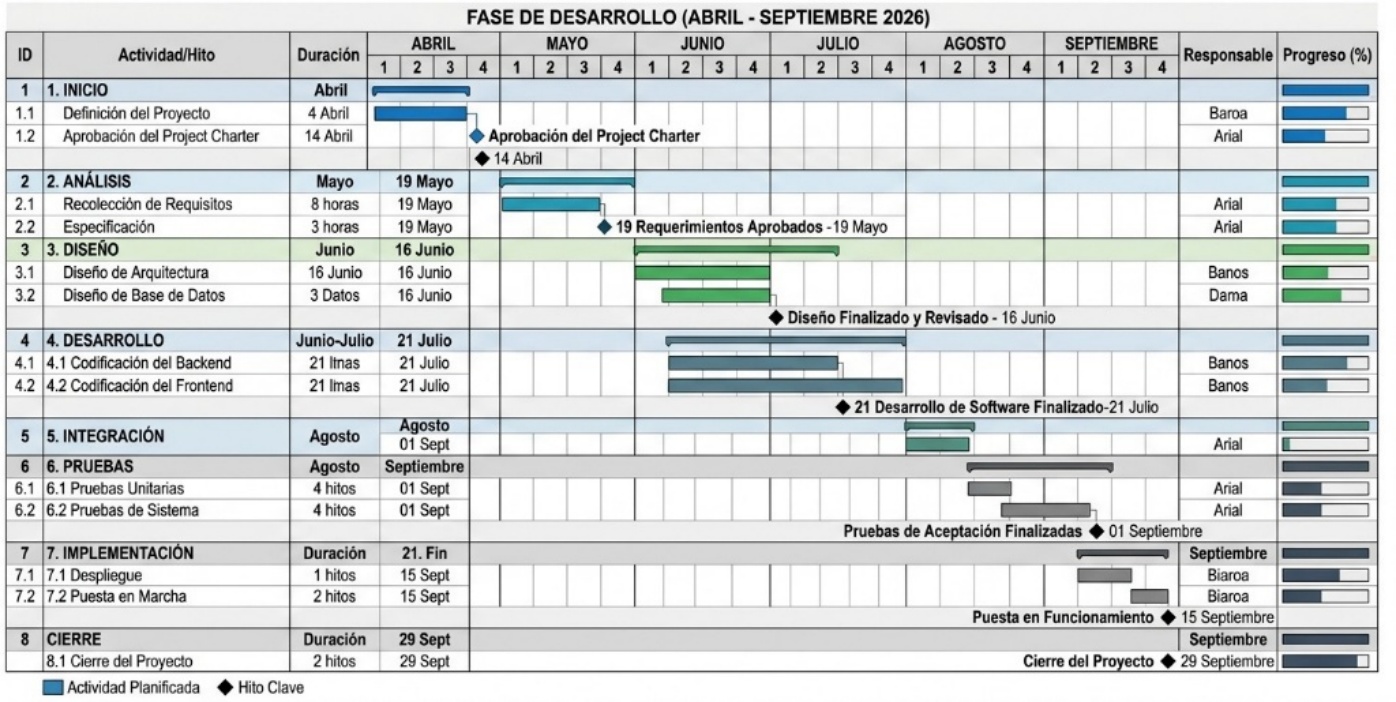 FASE DE DESARROLLO (ABRIL - SEPTIEMBRE 2026)
ID Actividad/Hito Duración ABRIL MAYO JUNIO JULIO AGOSTO SEPTIEMBRE Responsable Progreso (%)
1 2 3 4 1 2 3 4 1 2 3 4 1 2 3 4 1 2 3 4 1 2 3 4
1 1. INICIO Abril
1.1 Definición del Proyecto 4 Abril Baroa
1.2 Aprobación del Project Charter 14 Abril Aprobación del Project Charter Arial
14 Abril
2 2. ANÁLISIS Mayo 19 Mayo
2.1 Recolección de Requisitos 8 horas 19 Mayo Arial
2.2 Especificación 3 horas 19 Mayo 19 Requerimientos Aprobados - 19 Mayo Arial
3 3. DISEÑO Junio 16 Junio
3.1 Diseño de Arquitectura 16 Junio 16 Junio Banos
3.2 Diseño de Base de Datos 3 Datos 16 Junio Dama
Diseño Finalizado y Revisado - 16 Junio
4 4. DESARROLLO Junio-Julio 21 Julio
4.1 4.1 Codificación del Backend 21 Itnas 21 Julio Banos
4.2 4.2 Codificación del Frontend 21 Imas 21 Julio Banos
21 Desarrollo de Software Finalizado-21 Julio
5 5. INTEGRACIÓN Agosto Agosto
01 Sept Arial
6 6. PRUEBAS Agosto Septiembre
6.1 6.1 Pruebas Unitarias 4 hitos 01 Sept Arial
6.2 6.2 Pruebas de Sistema 4 hitos 01 Sept Arial
Pruebas de Aceptación Finalizadas 01 Septiembre
7 7. IMPLEMENTACIÓN Duración 21. Fin Septiembre
7.1 7.1 Despliegue 1 hitos 15 Sept Biaroa
7.2 7.2 Puesta en Marcha 2 hitos 15 Sept Biaroa
Puesta en Funcionamiento 15 Septiembre
8 CIERRE Duración 29 Sept Septiembre
8.1 Cierre del Proyecto 2 hitos 29 Sept Cierre del Proyecto 29 Septiembre
Actividad Planificada Hito Clave